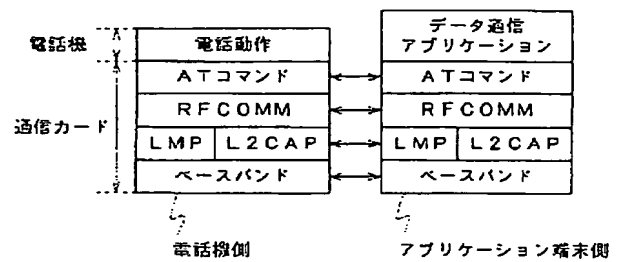 データ通信
アプリケーション
電話機
電話動作
ATコマンド
ATコマンド
通信カード
RFCOMM
RFCOMM
LMP
L2CAP
LMP
L2CAP
ベースバンド
ベースバンド
電話機側
アプリケーション端末側